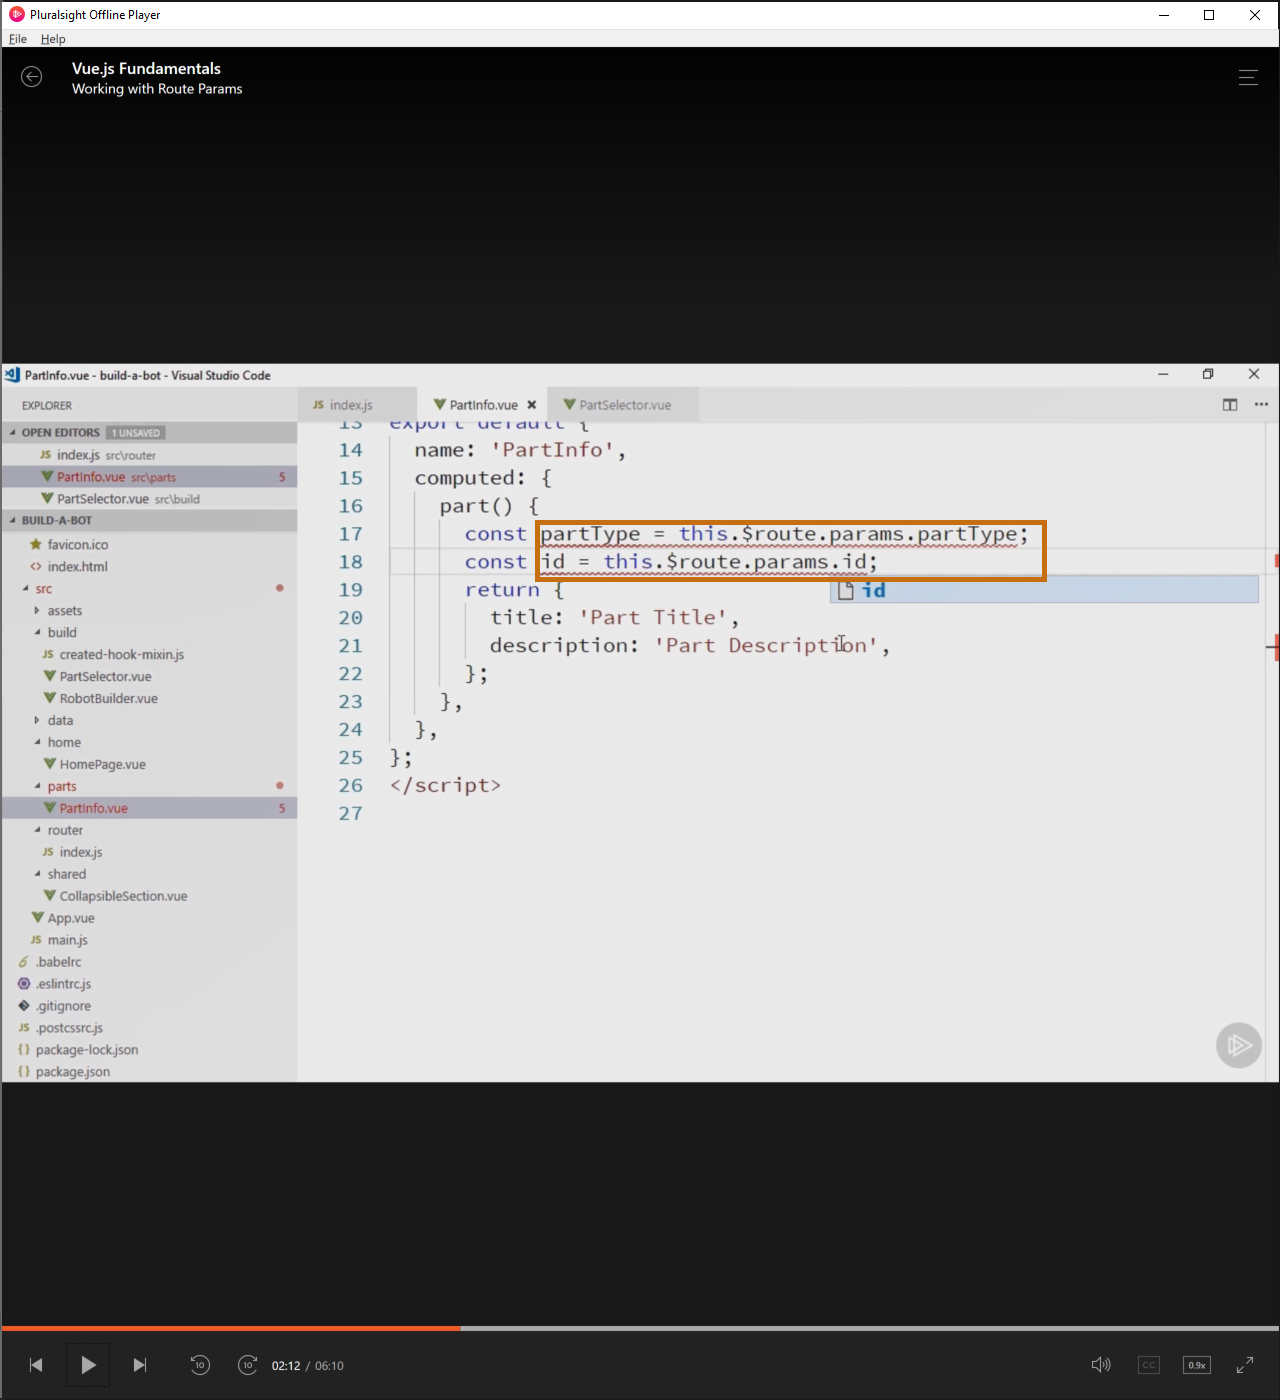 Pluralsight Offline Player
File Help
Vue.js Fundamentals
Working with Route Params
PartInfo.vue - build-a-bot - Visual Studio Code
EXPLORER
JS index.js
PartInfo.vue
PartSelector.vue
OPEN EDITORS 1 UNSAVED
JS index.js src\router
PartInfo.vue src\parts 5
PartSelector.vue src\build
BUILD-A-BOT
favicon.ico
<> index.html
src
assets
build
JS created-hook-mixin.js
PartSelector.vue
RobotBuilder.vue
data
home
HomePage.vue
parts
PartInfo.vue 5
router
JS index.js
shared
CollapsibleSection.vue
App.vue
JS main.js
.babelrc
.eslintrc.js
.gitignore
JS .postcssrc.js
{} package-lock.json
{} package.json
13 export default {
14 name: 'PartInfo',
15 computed: {
16 part() {
17 const partType = this.$route.params.partType;
18 const id = this.$route.params.id;
id
19 return {
20 title: 'Part Title',
21 description: 'Part Description',
22 };
23 },
24 },
25 };
26 </script>
27
10
10
02:12 / 06:10
CC
0.9x